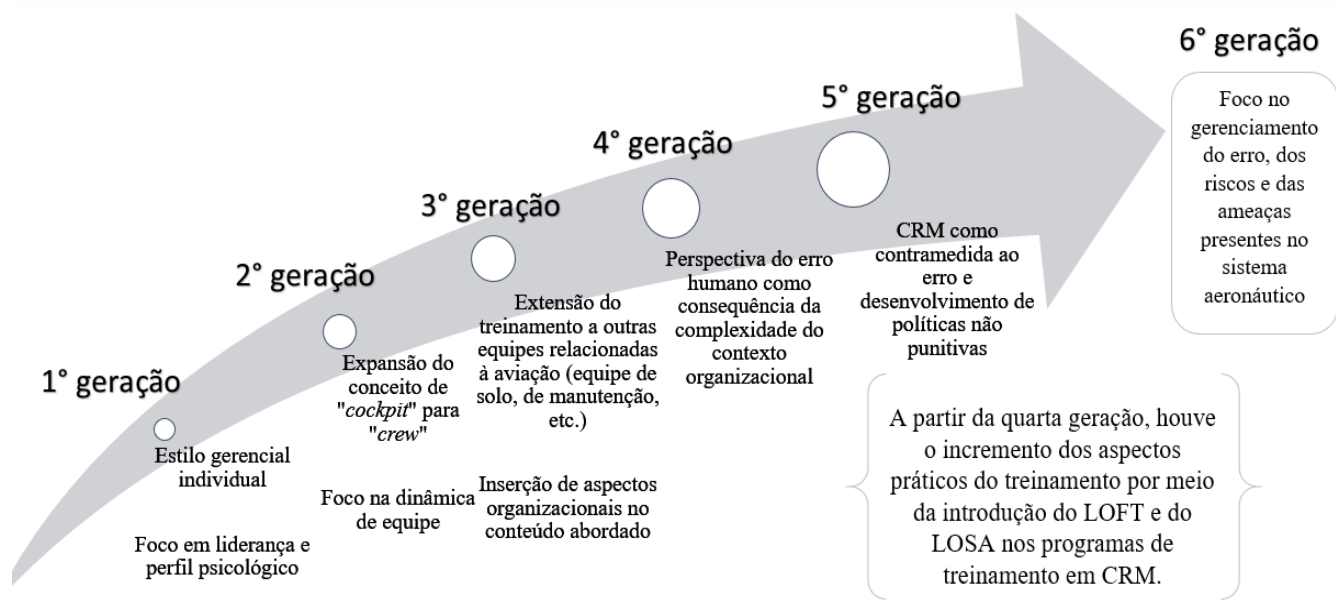 1° geração
Estilo gerencial
individual
Foco em liderança e
perfil psicológico
2° geração
Expansão do
conceito de
"cockpit" para
"crew"
Foco na dinâmica
de equipe
3° geração
Extensão do
treinamento a outras
equipes relacionadas
à aviação (equipe de
solo, de manutenção,
etc.)
Inserção de aspectos
organizacionais no
conteúdo abordado
4° geração
Perspectiva do erro
humano como
consequência da
complexidade do
contexto
organizacional
5° geração
CRM como
contramedida ao
erro e
desenvolvimento de
políticas não
punitivas
6° geração
Foco no
gerenciamento
do erro, dos
riscos e das
ameaças
presentes no
sistema
aeronáutico
A partir da quarta geração, houve
o incremento dos aspectos
práticos do treinamento por meio
da introdução do LOFT e do
LOSA nos programas de
treinamento em CRM.